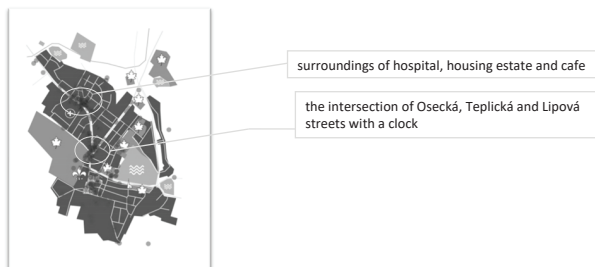 surroundings of hospital, housing estate and cafe
the intersection of Osecká, Teplická and Lipová
streets with a clock